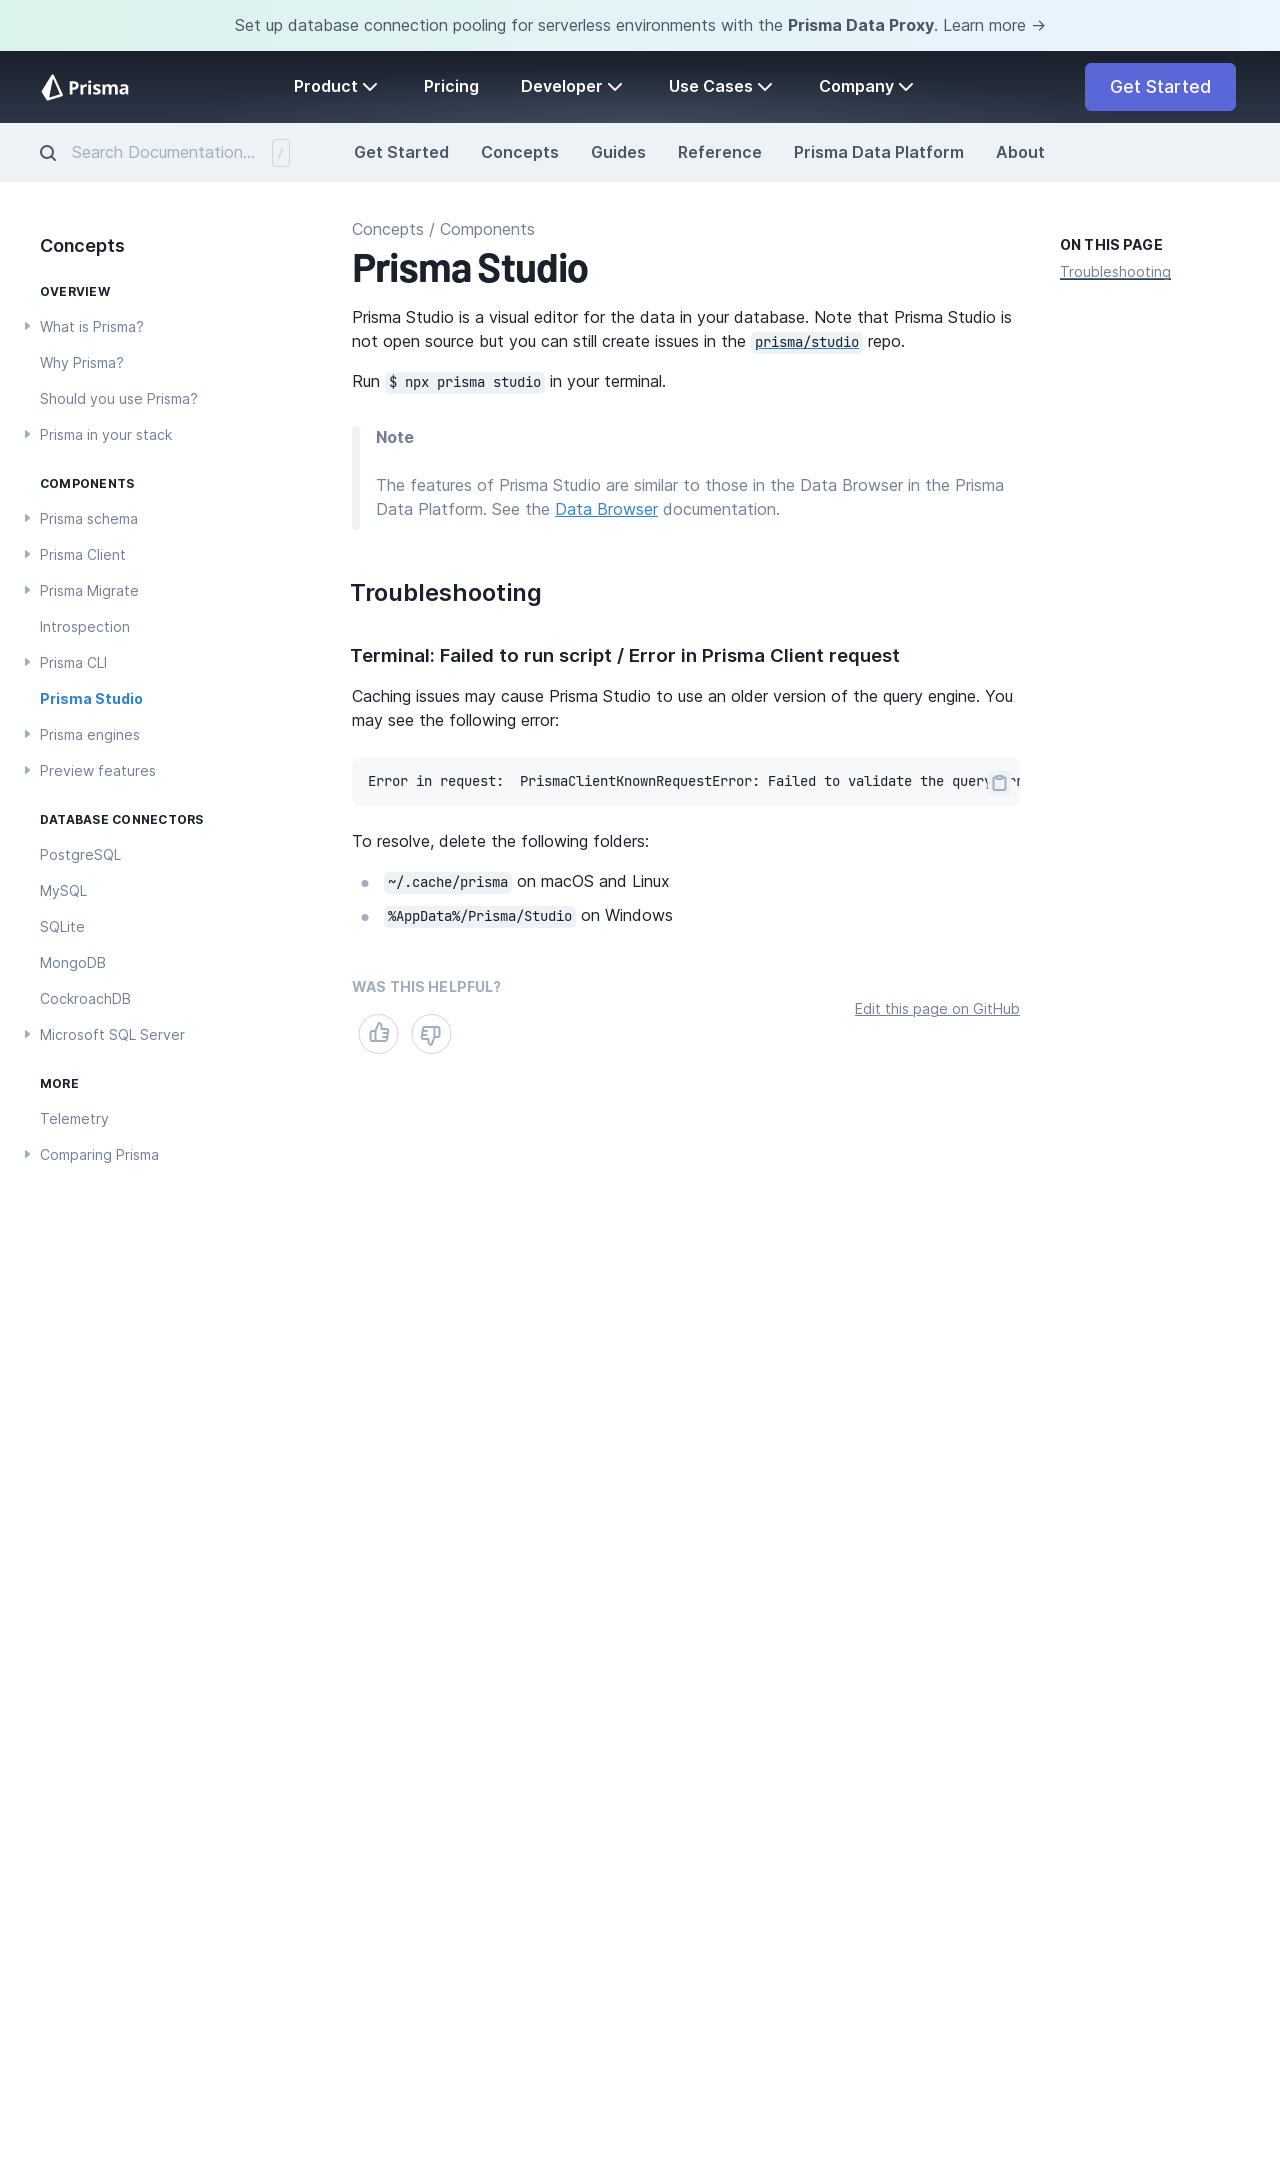 Set up database connection pooling for serverless environments with the Prisma Data Proxy. Learn more →
Prisma
Product
Pricing
Developer
Use Cases
Company
Get Started
Search Documentation...
/
Get Started
Concepts
Guides
Reference
Prisma Data Platform
About
Concepts
OVERVIEW
What is Prisma?
Why Prisma?
Should you use Prisma?
Prisma in your stack
COMPONENTS
Prisma schema
Prisma Client
Prisma Migrate
Introspection
Prisma CLI
Prisma Studio
Prisma engines
Preview features
DATABASE CONNECTORS
PostgreSQL
MySQL
SQLite
MongoDB
CockroachDB
Microsoft SQL Server
MORE
Telemetry
Comparing Prisma
Concepts / Components
Prisma Studio
Prisma Studio is a visual editor for the data in your database. Note that Prisma Studio is
not open source but you can still create issues in the prisma/studio repo.
Run $ npx prisma studio in your terminal.
Note
The features of Prisma Studio are similar to those in the Data Browser in the Prisma
Data Platform. See the Data Browser documentation.
Troubleshooting
Terminal: Failed to run script / Error in Prisma Client request
Caching issues may cause Prisma Studio to use an older version of the query engine. You
may see the following error:
Error in request:  PrismaClientKnownRequestError: Failed to validate the query
To resolve, delete the following folders:
~/.cache/prisma on macOS and Linux
%AppData%/Prisma/Studio on Windows
WAS THIS HELPFUL?
Edit this page on GitHub
ON THIS PAGE
Troubleshooting